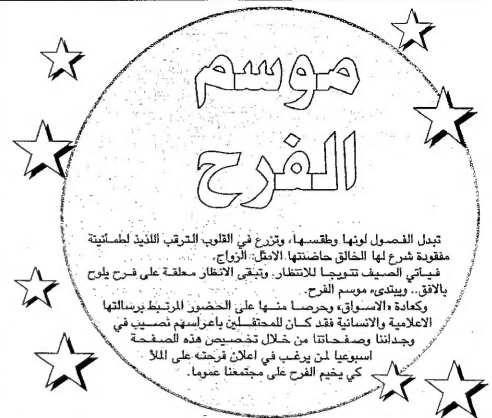 موسم
الفرح
تبدل الفصول لونها وطقسها، وتزرع في القلوب الترقب اللذيذ لطمئنينة
مفقودة شرع لها الخالق حاضنتها الامثل: الزواج.
فياتي الصيف تتويجا للانتظار. وتبقى الانظار معلقة على فرح يلوح
بالافق.. ويبتدىء موسم الفرح.
وكعادة «الاسواق» وحرصا منها على الحضور المرتبط برسالتها
الاعلامية والانسانية فقد كان للمحتفلين باعراسهم نصيب في
وجداننا وصفحاتنا من خلال تخصيص هذه الصفحة
اسبوعيا لمن يرغب في اعلان فرحته على الملأ
كي يخيم الفرح على مجتمعنا عموما.